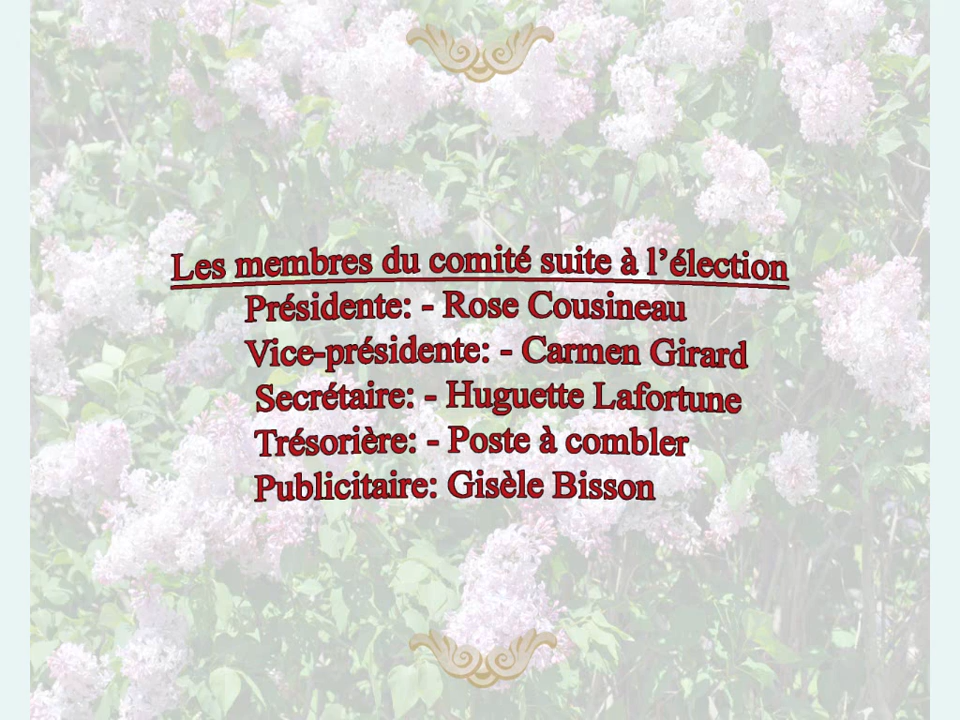 Les membres du comité suite à l’élection
Présidente: - Rose Cousineau
Vice-présidente: - Carmen Girard
Secrétaire: - Huguette Lafortune
Trésorière: - Poste à combler
Publicitaire: Gisèle Bisson